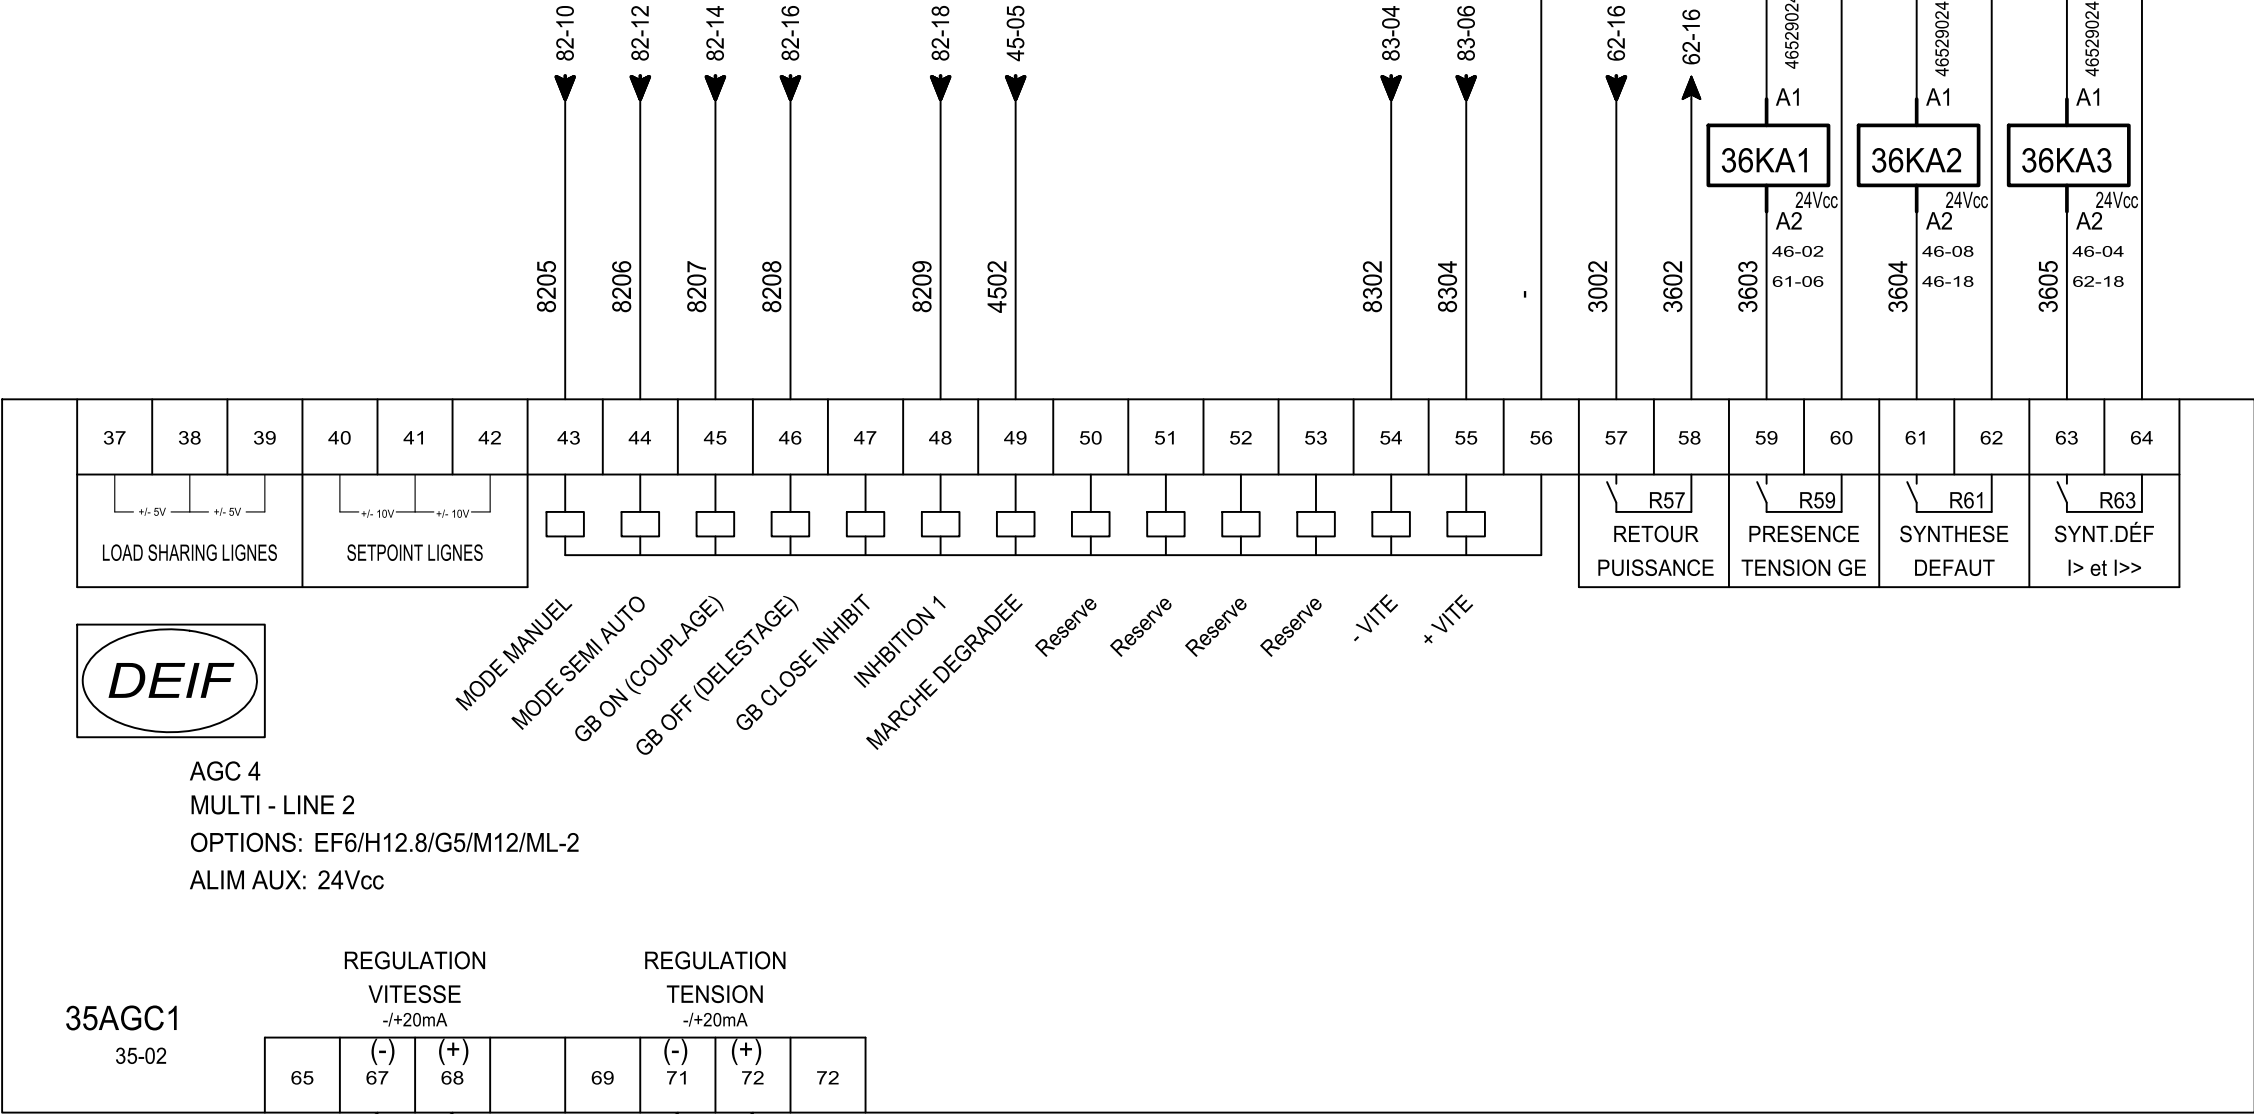 82-10
82-12
82-14
82-16
82-18
45-05
83-04
83-06
62-16
62-16
46529024
46529024
46529024
A1
A1
A1
36KA1
36KA2
36KA3
24Vcc
24Vcc
24Vcc
A2
A2
A2
46-02
46-08
46-04
61-06
46-18
62-18
8205
8206
8207
8208
8209
4502
8302
8304
-
3002
3602
3603
3604
3605
37 38 39 40 41 42 43 44 45 46 47 48 49 50 51 52 53 54 55 56 57 58 59 60 61 62 63 64
+/- 5V
+/- 5V
+/- 10V
+/- 10V
R57
R59
R61
R63
LOAD SHARING LIGNES
SETPOINT LIGNES
RETOUR
PUISSANCE
PRESENCE
TENSION GE
SYNTHESE
DEFAUT
SYNT.DÉF
I> et I>>
MODE MANUEL
MODE SEMI AUTO
GB ON (COUPLAGE)
GB OFF (DELESTAGE)
GB CLOSE INHIBIT
INHBITION 1
MARCHE DEGRADEE
Reserve
Reserve
Reserve
Reserve
- VITE
+ VITE
DEIF
AGC 4
MULTI - LINE 2
OPTIONS: EF6/H12.8/G5/M12/ML-2
ALIM AUX: 24Vcc
REGULATION
VITESSE
-/+20mA
REGULATION
TENSION
-/+20mA
35AGC1
35-02
(-) (+) (-) (+)
65 67 68 69 71 72 72